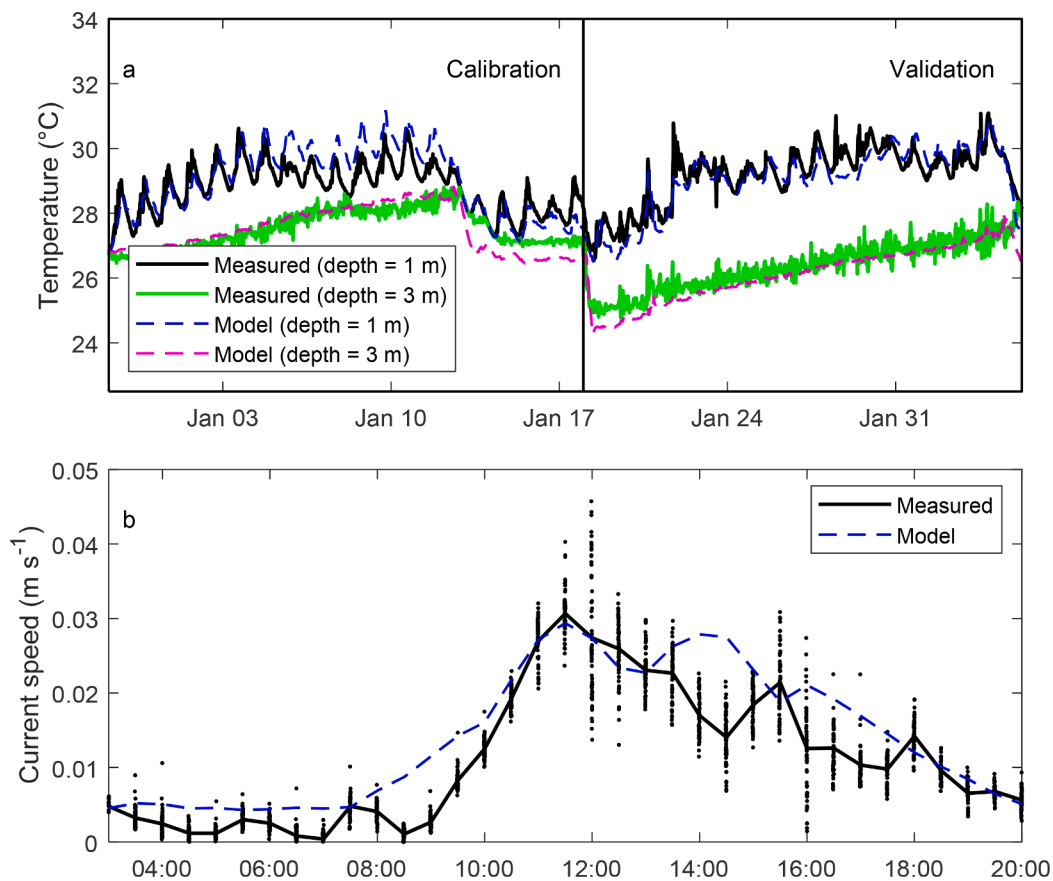 34
32
30
28
26
24
Temperature (°C)
a
Calibration
Validation
Measured (depth = 1 m)
Measured (depth = 3 m)
Model (depth = 1 m)
Model (depth = 3 m)
Jan 03
Jan 10
Jan 17
Jan 24
Jan 31
0.05
0.04
0.03
0.02
0.01
0
Current speed (m s⁻¹)
b
Measured
Model
04:00
06:00
08:00
10:00
12:00
14:00
16:00
18:00
20:00